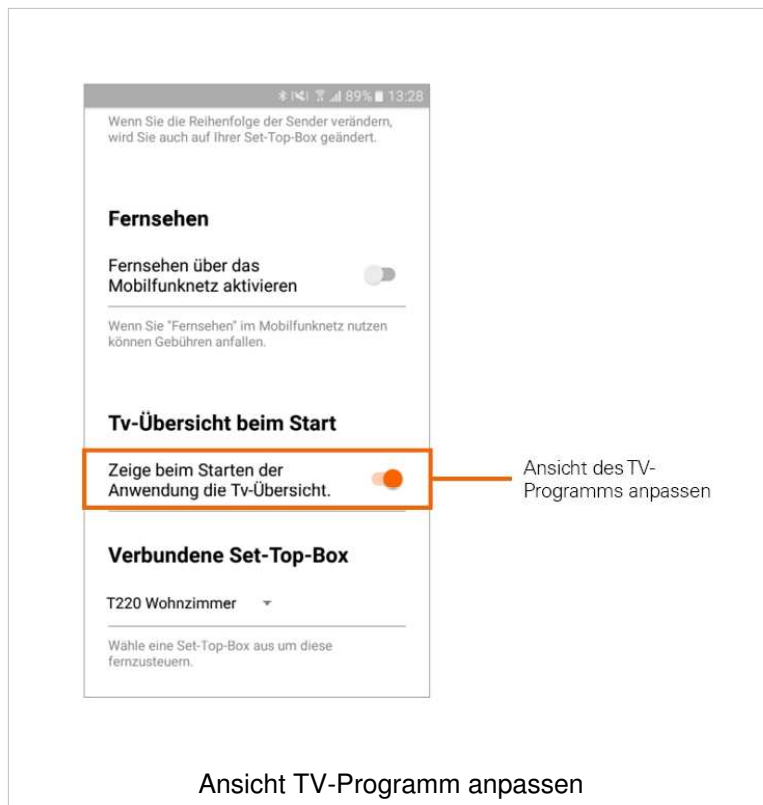 89% 13:28
Wenn Sie die Reihenfolge der Sender verändern,
wird Sie auch auf Ihrer Set-Top-Box geändert.
Fernsehen
Fernsehen über das
Mobilfunknetz aktivieren
Wenn Sie "Fernsehen" im Mobilfunknetz nutzen
können Gebühren anfallen.
Tv-Übersicht beim Start
Zeige beim Starten der
Anwendung die Tv-Übersicht.
Ansicht des TV-
Programms anpassen
Verbundene Set-Top-Box
T220 Wohnzimmer
Wähle eine Set-Top-Box aus um diese
fernzusteuern.
Ansicht TV-Programm anpassen